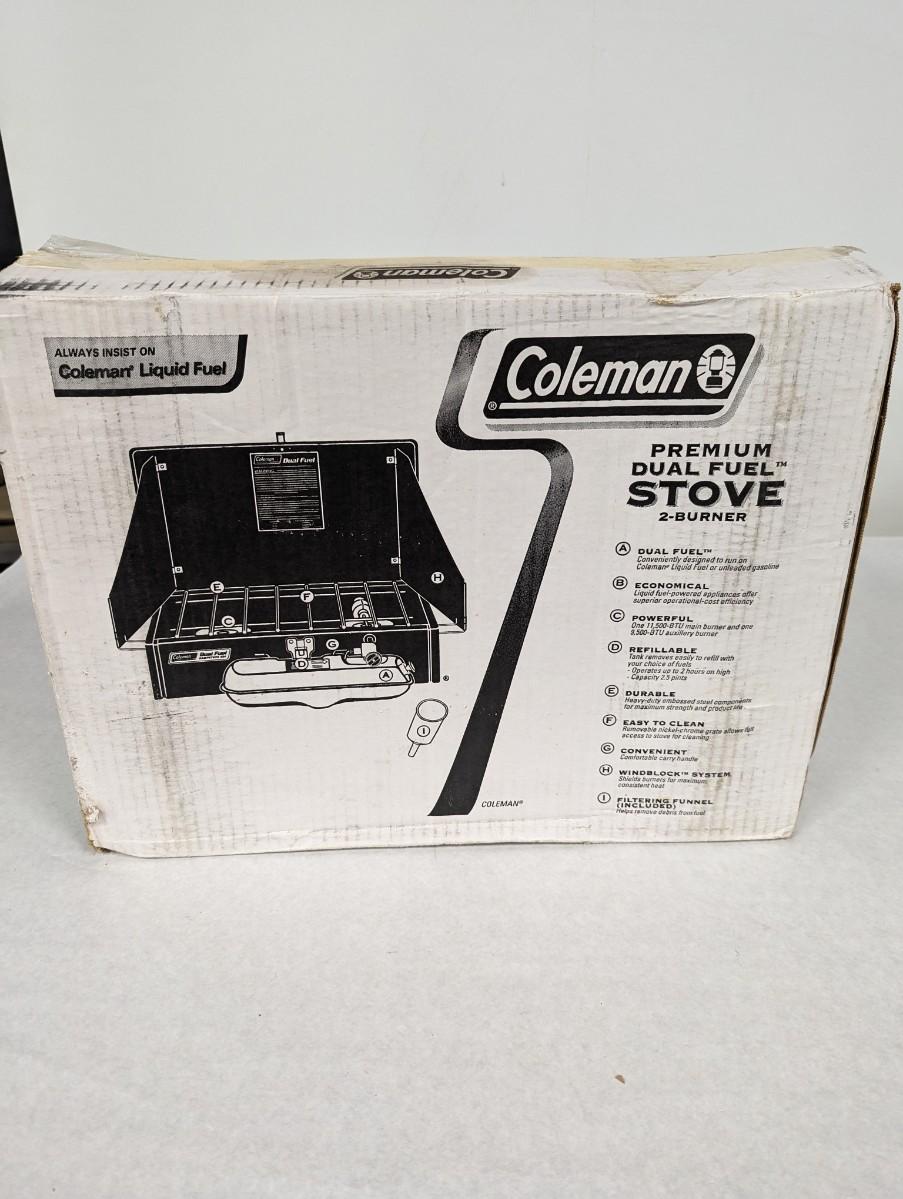 Coleman
ALWAYS INSIST ON
Coleman® Liquid Fuel
Coleman
®
PREMIUM
DUAL FUEL™
STOVE
2-BURNER
Coleman Dual Fuel
E
H
F
C
G
D
Coleman Dual Fuel
A
®
I
COLEMAN®
A DUAL FUEL™
Conveniently designed to run on
Coleman® Liquid Fuel or unleaded gasoline
B ECONOMICAL
Liquid fuel-powered appliances offer
superior operational-cost efficiency
C POWERFUL
One 11,500-BTU main burner and one
9,500-BTU auxiliary burner
D REFILLABLE
Tank removes easily to refill with
your choice of fuels
- Operates up to 2 hours on high
- Capacity 2.5 pints
E DURABLE
Heavy-duty embossed steel components
for maximum strength and product life
F EASY TO CLEAN
Removable nickel-chrome grate allows full
access to stove for cleaning
G CONVENIENT
Comfortable carry handle
H WINDBLOCK™ SYSTEM
Shields burners for maximum,
consistent heat
I FILTERING FUNNEL
(INCLUDED)
Helps remove debris from fuel